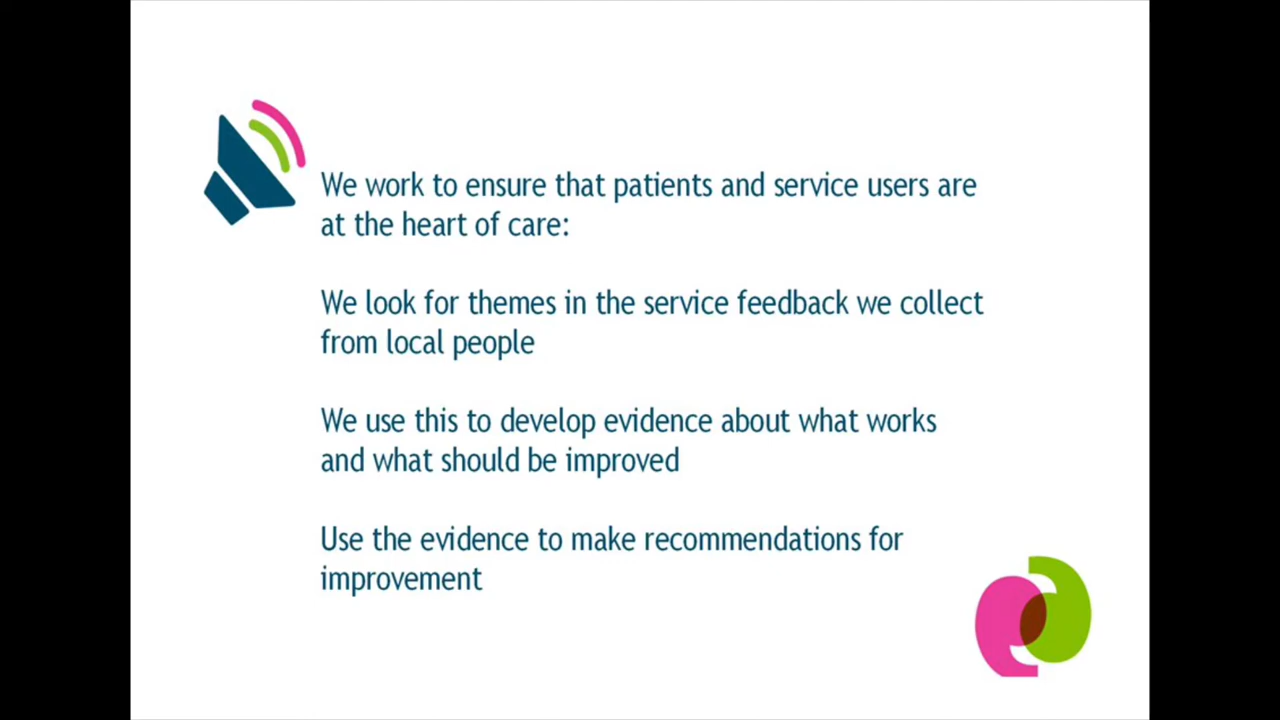 We work to ensure that patients and service users are
at the heart of care:
We look for themes in the service feedback we collect
from local people
We use this to develop evidence about what works
and what should be improved
Use the evidence to make recommendations for
improvement